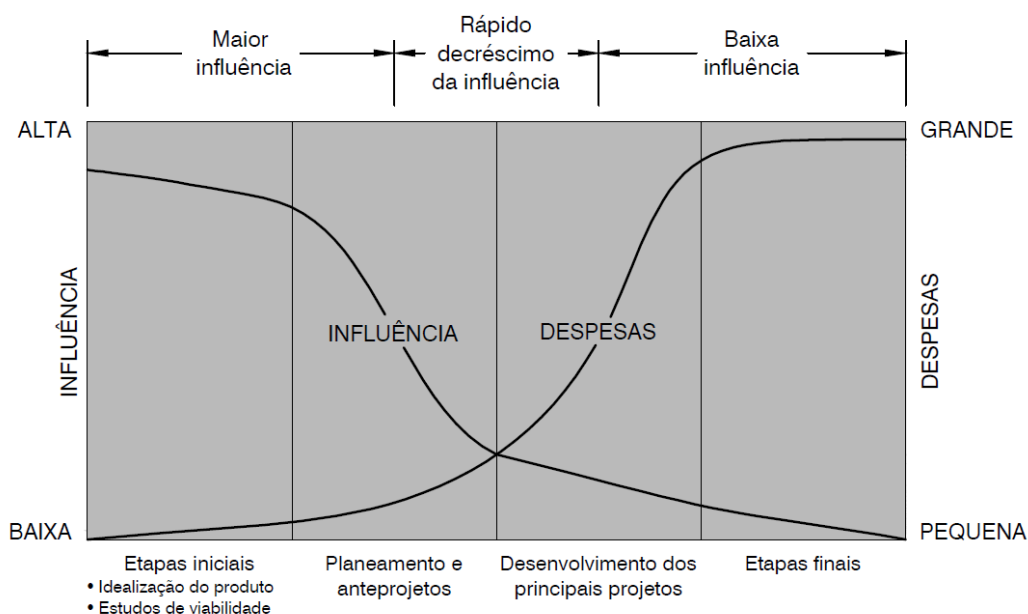 Maior
influência
Rápido
decréscimo
da influência
Baixa
influência
ALTA
GRANDE
INFLUÊNCIA
INFLUÊNCIA
DESPESAS
DESPESAS
BAIXA
PEQUENA
Etapas iniciais
• Idealização do produto
• Estudos de viabilidade
Planeamento e
anteprojetos
Desenvolvimento dos
principais projetos
Etapas finais